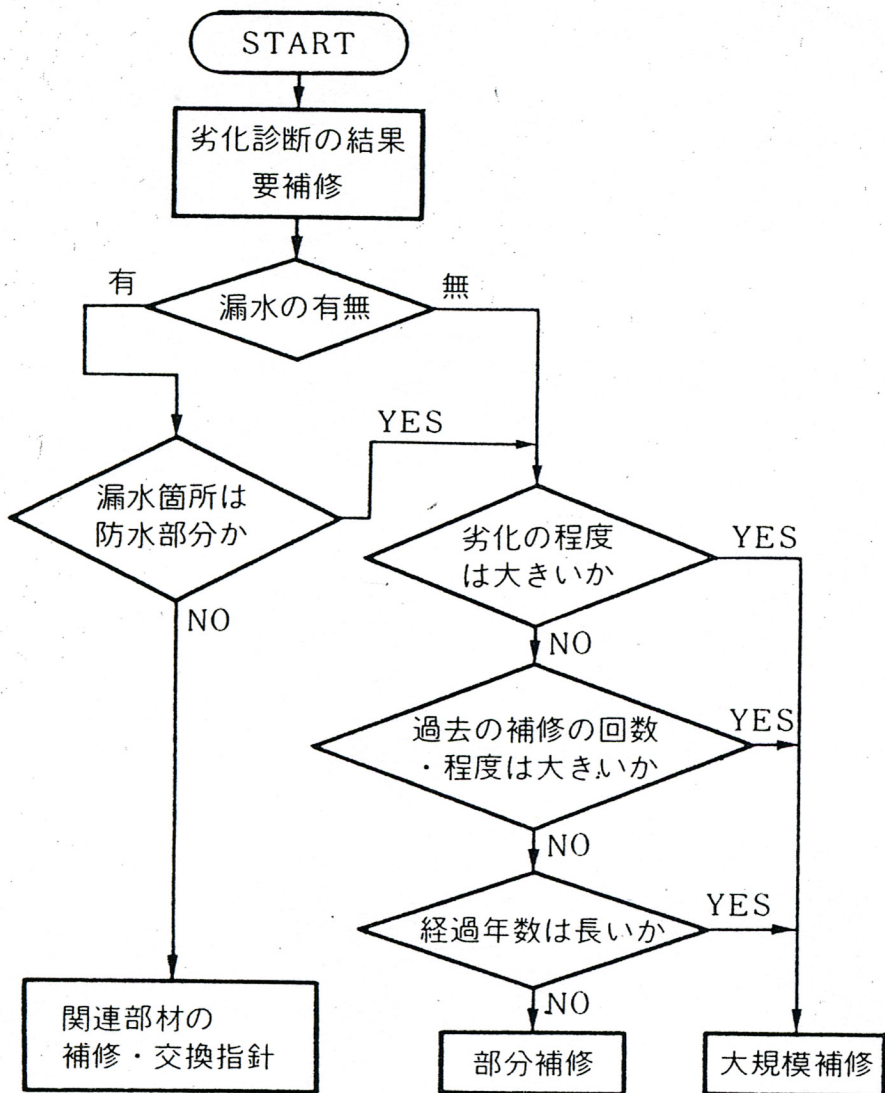 START
劣化診断の結果
要補修
有
漏水の有無
無
YES
漏水箇所は
防水部分か
NO
劣化の程度
は大きいか
YES
NO
過去の補修の回数
・程度は大きいか
YES
NO
経過年数は長いか
YES
NO
関連部材の
補修・交換指針
部分補修
大規模補修